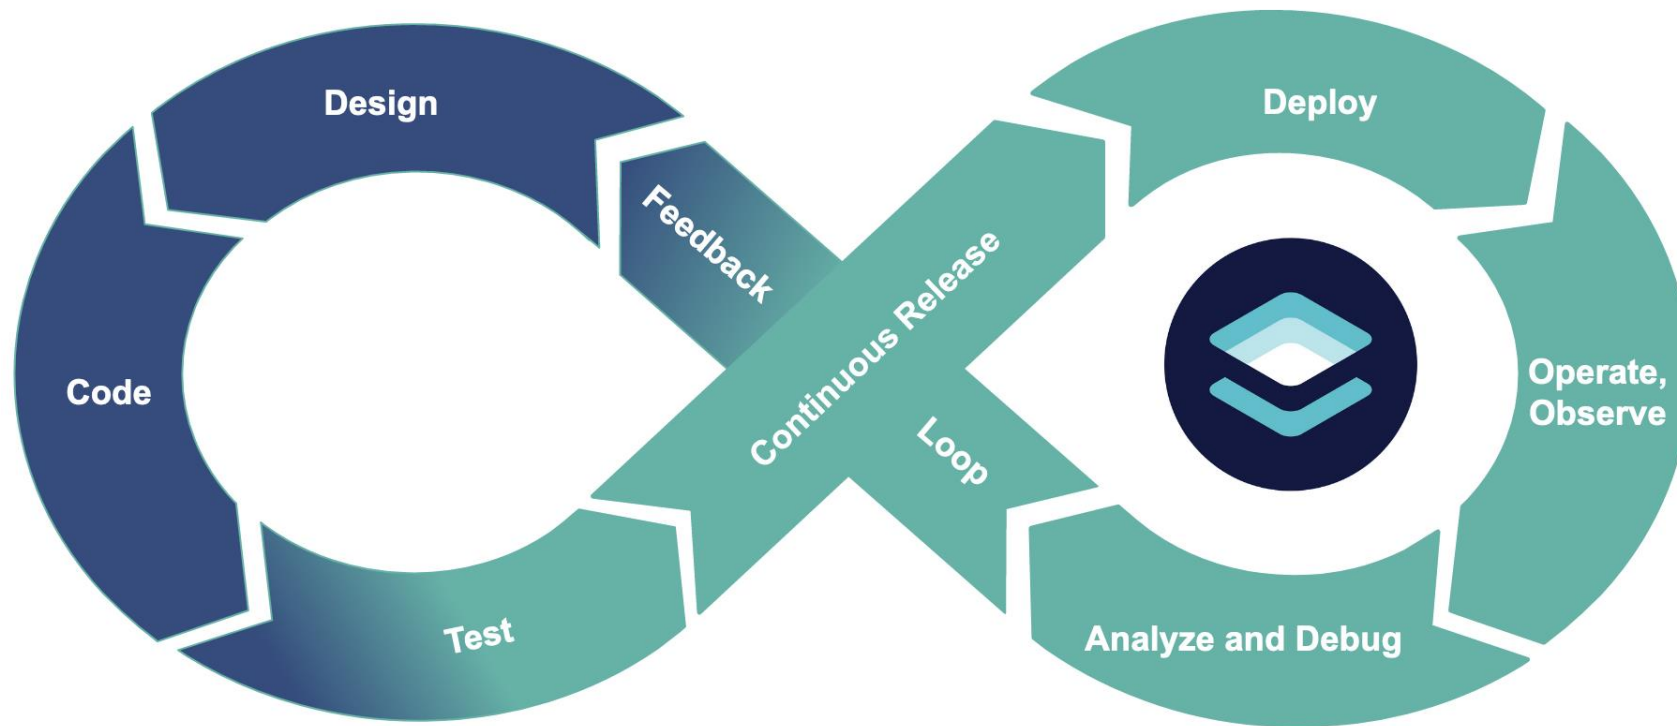 Design
Code
Test
Continuous Release
Deploy
Operate,
Observe
Analyze and Debug
Feedback
Loop